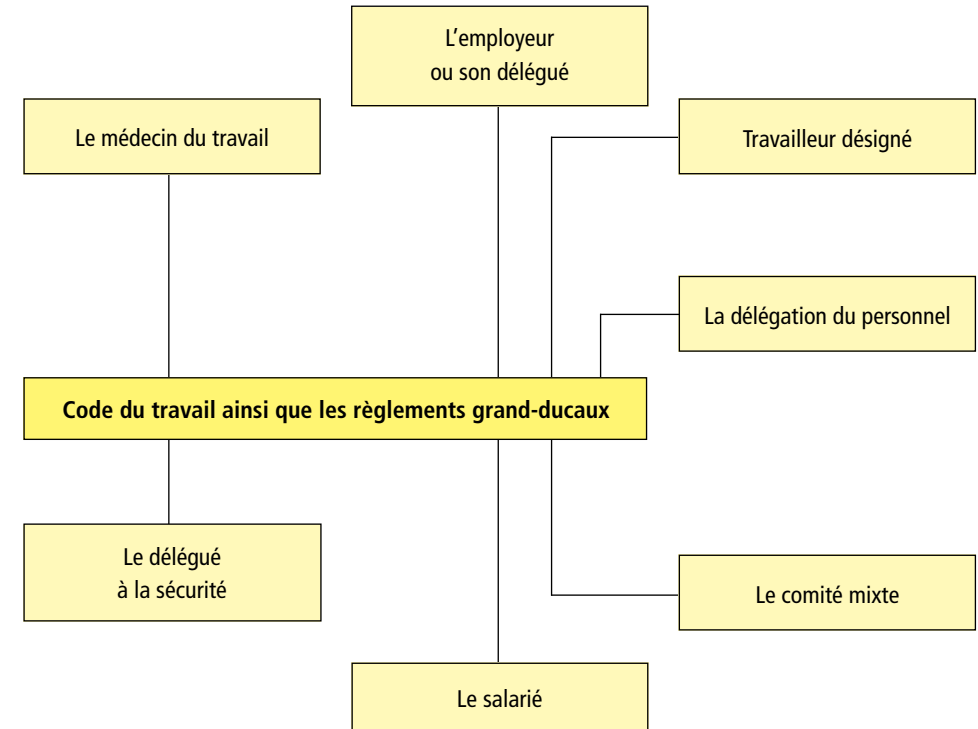 L'employeur
ou son délégué
Le médecin du travail
Travailleur désigné
La délégation du personnel
Code du travail ainsi que les règlements grand-ducaux
Le délégué
à la sécurité
Le comité mixte
Le salarié